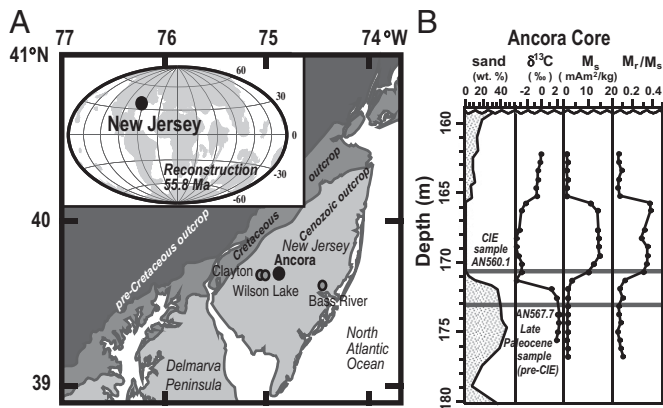 A
77 76 75 74 ºW
41ºN
60
30
0
-30
-60
New Jersey
Reconstruction
55.8 Ma
pre-Cretaceous outcrop
Cretaceous outcrop
Cenozoic outcrop
40
New Jersey
Ancora
Clayton
Wilson Lake
Bass River
North
Atlantic
Ocean
Delmarva
Peninsula
39
B
Ancora Core
sand δ¹³C Mₛ Mᵣ/Mₛ
(wt. %) (‰) (mAm²/kg)
0 20 40 -2 0 2 0 10 20 0.2 0.4
Depth (m)
160
165
170
175
180
CIE
sample
AN560.1
AN567.7
Late
Paleocene
sample
(pre-CIE)